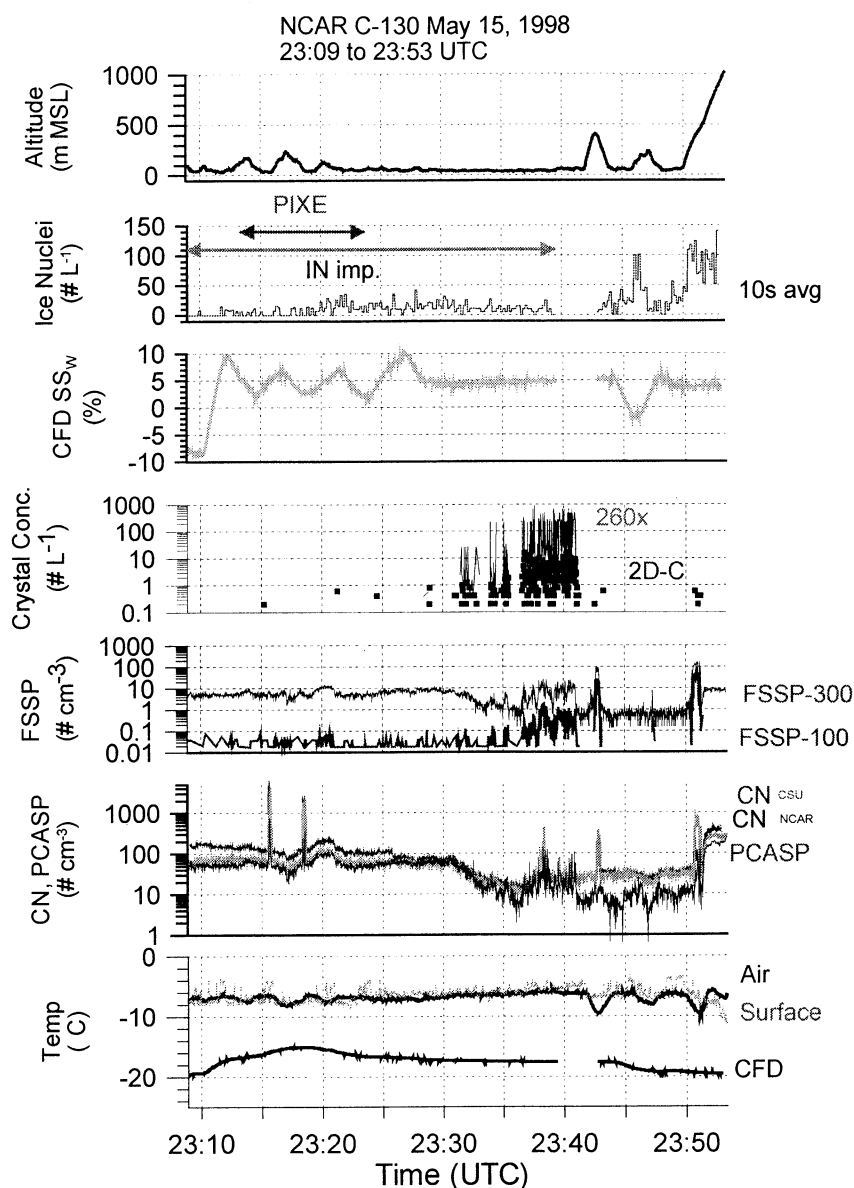 NCAR C-130 May 15, 1998
23:09 to 23:53 UTC
Altitude
(m MSL)
1000
500
0
PIXE
IN imp.
Ice Nuclei
(# L-1)
150
100
50
0
10s avg
CFD SSw
(%)
10
5
0
-5
-10
Crystal Conc.
(# L-1)
1000
100
10
1
0.1
260x
2D-C
FSSP
(# cm-3)
1000
100
10
1
0.1
0.01
FSSP-300
FSSP-100
CN, PCASP
(# cm-3)
1000
100
10
1
CN CSU
CN NCAR
PCASP
Temp
( C)
0
-10
-20
Air
Surface
CFD
23:10 23:20 23:30 23:40 23:50
Time (UTC)